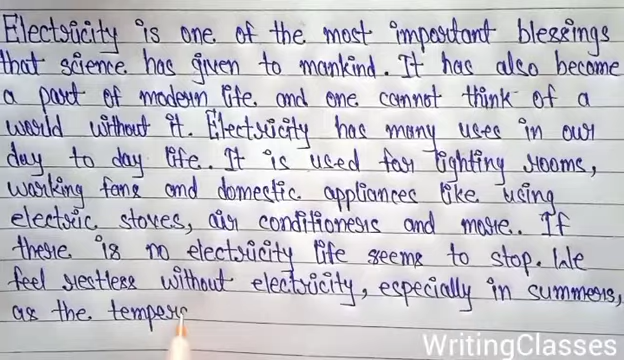 Electricity is one of the most important blessings
that science has given to mankind. It has also become
a part of modern life and one cannot think of a
world without it. Electricity has many uses in our
day to day life. It is used for lighting rooms,
working fans and domestic appliances like using
electric stoves, air conditioners and more. If
there is no electricity life seems to stop. We
feel restless without electricity, especially in summers,
as the tempera
WritingClasses